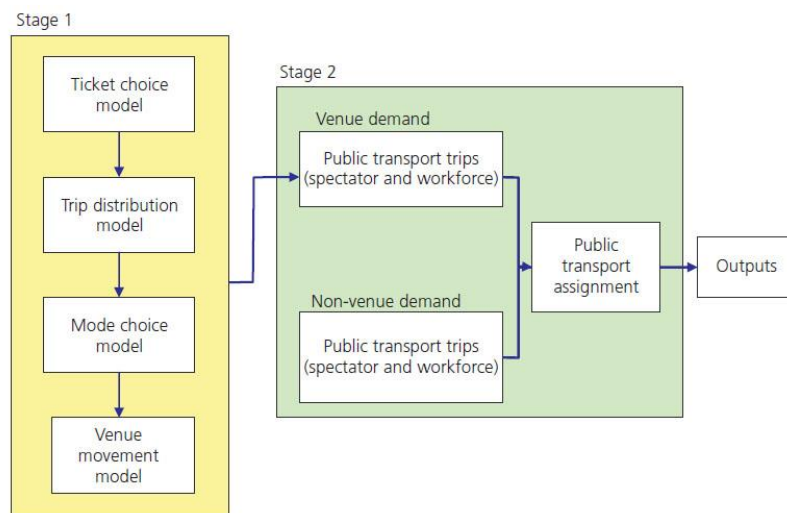 Stage 1
Ticket choice
model
Trip distribution
model
Mode choice
model
Venue
movement
model
Stage 2
Venue demand
Public transport trips
(spectator and workforce)
Non-venue demand
Public transport trips
(spectator and workforce)
Public
transport
assignment
Outputs